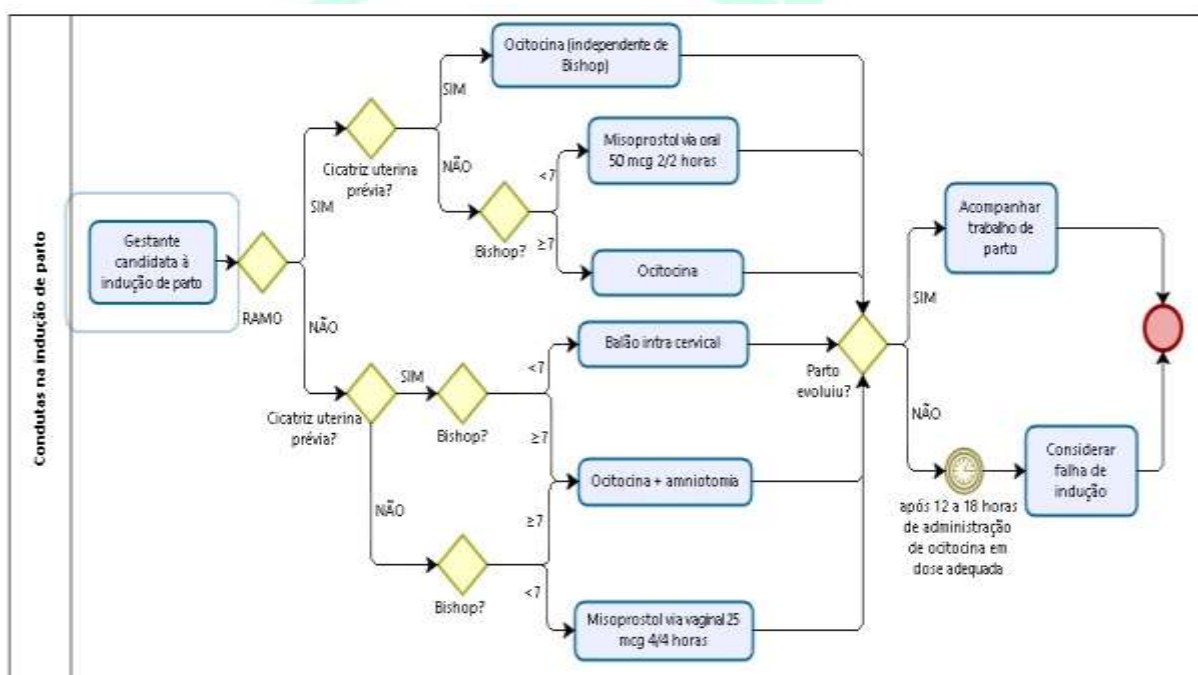 Condutas na indução de parto
Gestante
candidata à
indução de parto
RAMO
SIM
NÃO
Cicatriz uterina
prévia?
SIM
NÃO
Ocitocina (independente de
Bishop)
Bishop?
<7
≥7
Misoprostol via oral
50 mcg 2/2 horas
Ocitocina
Cicatriz uterina
prévia?
SIM
NÃO
Bishop?
<7
≥7
Balão intra cervical
Ocitocina + amniotomia
Bishop?
≥7
<7
Misoprostol via vaginal 25
mcg 4/4 horas
Parto
evoluiu?
SIM
NÃO
Acompanhar
trabalho de
parto
após 12 a 18 horas
de administração
de ocitocina em
dose adequada
Considerar
falha de
indução